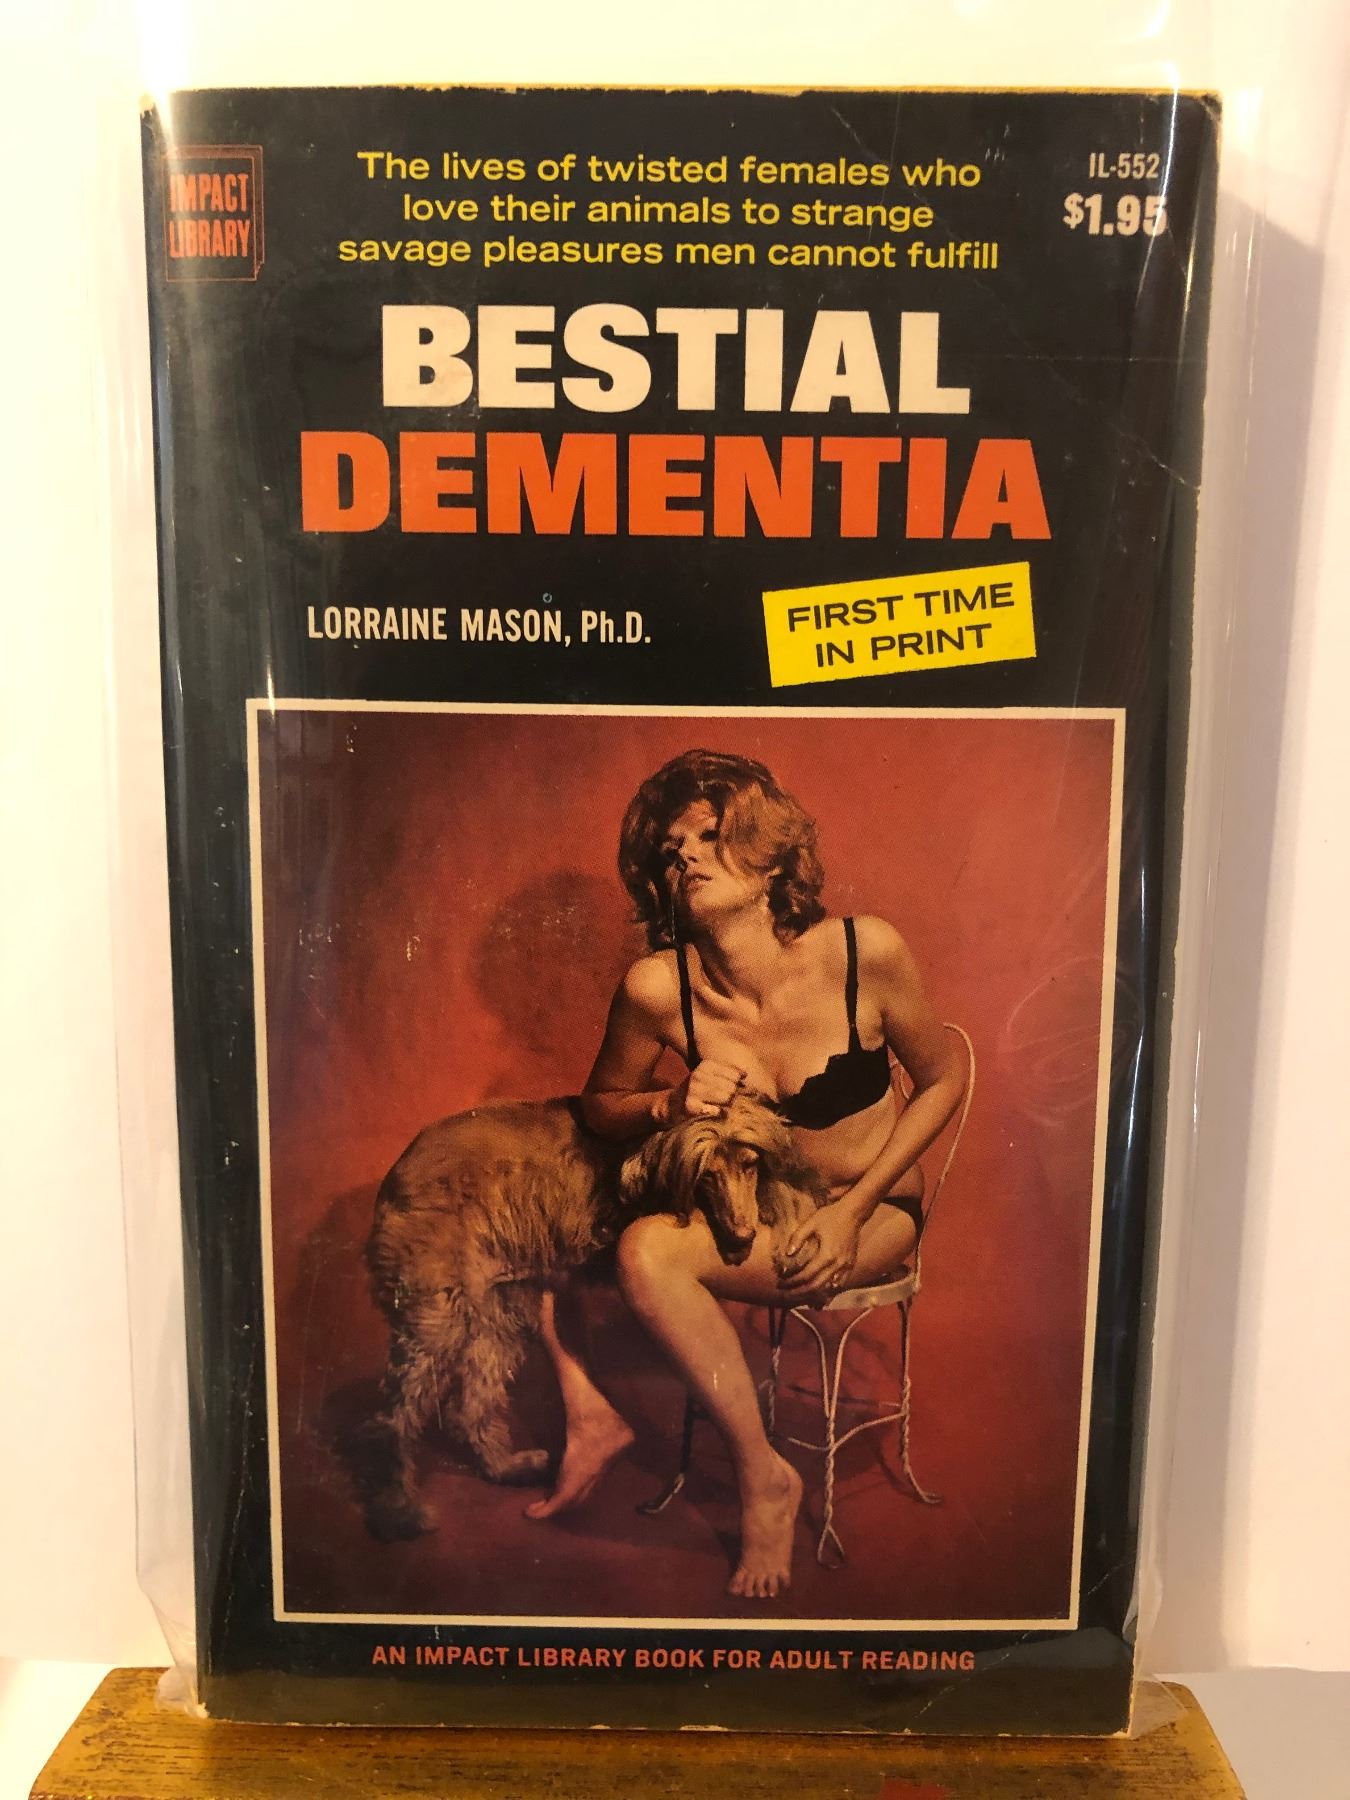 IMPACT
LIBRARY
The lives of twisted females who
love their animals to strange
savage pleasures men cannot fulfill
IL-552
$1.95
BESTIAL
DEMENTIA
LORRAINE MASON, Ph.D.
FIRST TIME
IN PRINT
AN IMPACT LIBRARY BOOK FOR ADULT READING